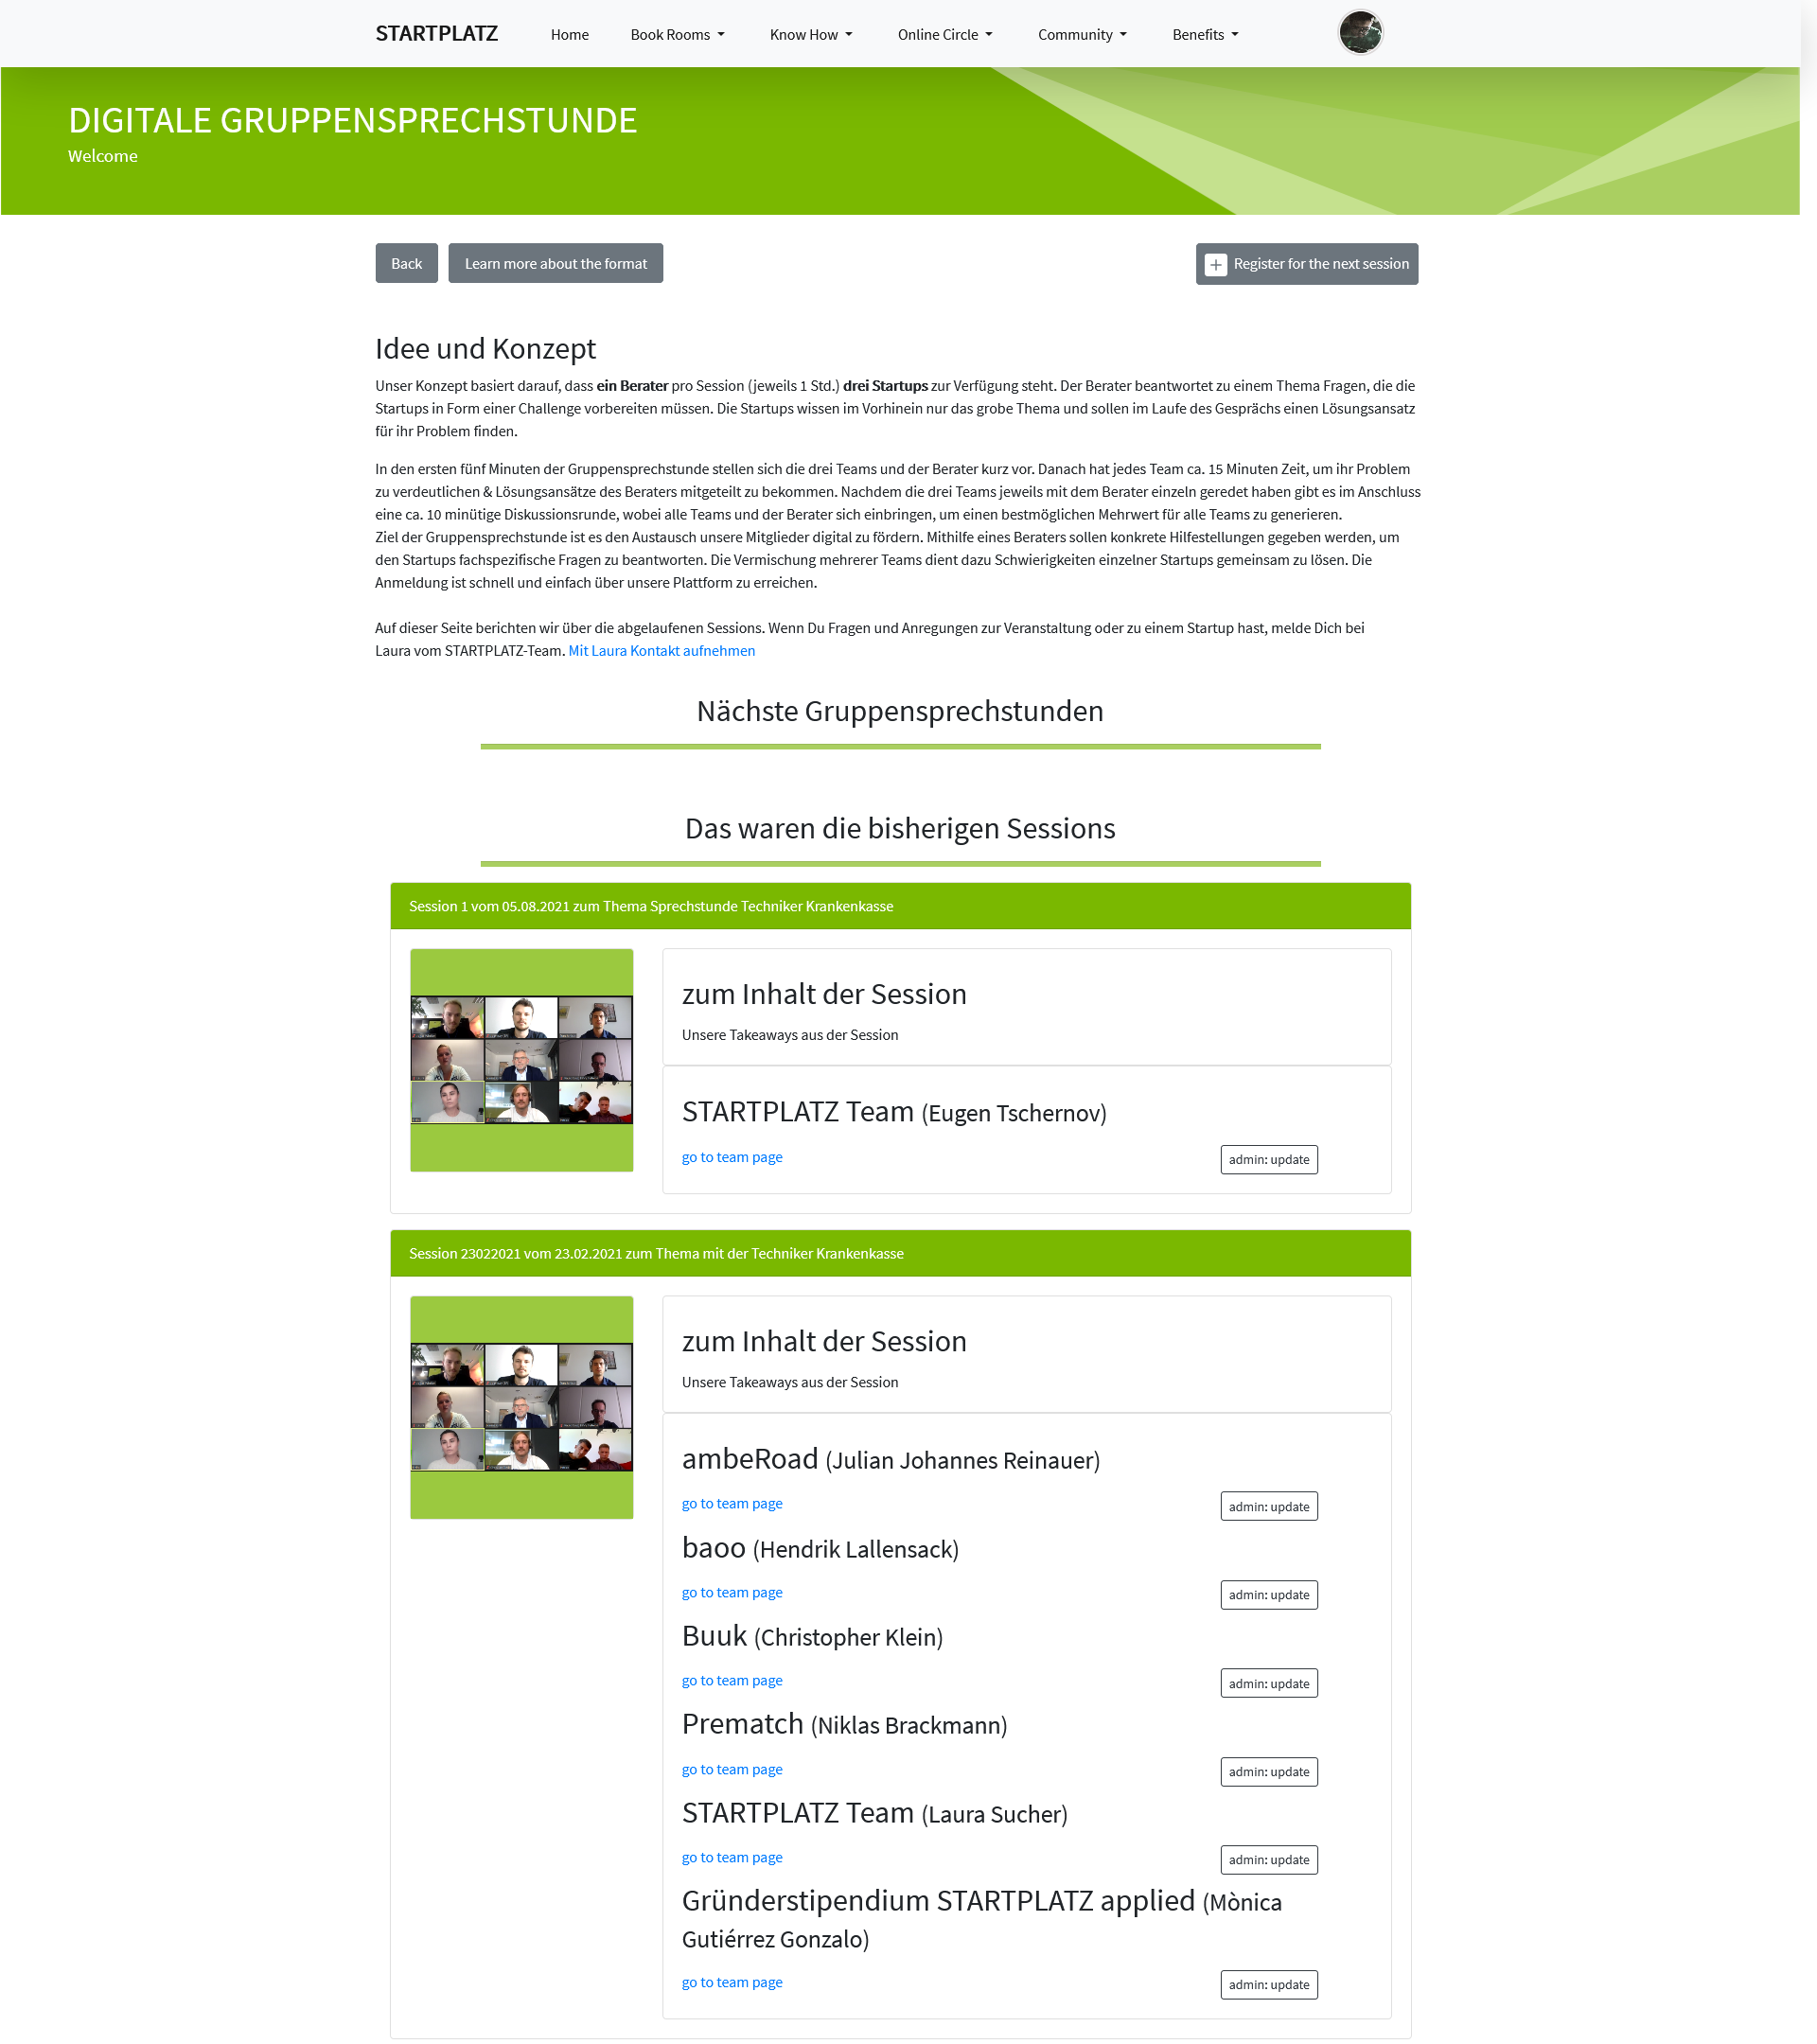 STARTPLATZ Home Book Rooms Know How Online Circle Community Benefits
DIGITALE GRUPPENSPRECHSTUNDE
Welcome
Back Learn more about the format Register for the next session
Idee und Konzept
Unser Konzept basiert darauf, dass ein Berater pro Session (jeweils 1 Std.) drei Startups zur Verfügung steht. Der Berater beantwortet zu einem Thema Fragen, die die
Startups in Form einer Challenge vorbereiten müssen. Die Startups wissen im Vorhinein nur das grobe Thema und sollen im Laufe des Gesprächs einen Lösungsansatz
für ihr Problem finden.
In den ersten fünf Minuten der Gruppensprechstunde stellen sich die drei Teams und der Berater kurz vor. Danach hat jedes Team ca. 15 Minuten Zeit, um ihr Problem
zu verdeutlichen & Lösungsansätze des Beraters mitgeteilt zu bekommen. Nachdem die drei Teams jeweils mit dem Berater einzeln geredet haben gibt es im Anschluss
eine ca. 10 minütige Diskussionsrunde, wobei alle Teams und der Berater sich einbringen, um einen bestmöglichen Mehrwert für alle Teams zu generieren.
Ziel der Gruppensprechstunde ist es den Austausch unsere Mitglieder digital zu fördern. Mithilfe eines Beraters sollen konkrete Hilfestellungen gegeben werden, um
den Startups fachspezifische Fragen zu beantworten. Die Vermischung mehrerer Teams dient dazu Schwierigkeiten einzelner Startups gemeinsam zu lösen. Die
Anmeldung ist schnell und einfach über unsere Plattform zu erreichen.
Auf dieser Seite berichten wir über die abgelaufenen Sessions. Wenn Du Fragen und Anregungen zur Veranstaltung oder zu einem Startup hast, melde Dich bei
Laura vom STARTPLATZ-Team. Mit Laura Kontakt aufnehmen
Nächste Gruppensprechstunden
Das waren die bisherigen Sessions
Session 1 vom 05.08.2021 zum Thema Sprechstunde Techniker Krankenkasse
zum Inhalt der Session
Unsere Takeaways aus der Session
STARTPLATZ Team (Eugen Tschernov)
go to team page admin: update
Session 23022021 vom 23.02.2021 zum Thema mit der Techniker Krankenkasse
zum Inhalt der Session
Unsere Takeaways aus der Session
ambeRoad (Julian Johannes Reinauer)
go to team page admin: update
baoo (Hendrik Lallensack)
go to team page admin: update
Buuk (Christopher Klein)
go to team page admin: update
Prematch (Niklas Brackmann)
go to team page admin: update
STARTPLATZ Team (Laura Sucher)
go to team page admin: update
Gründerstipendium STARTPLATZ applied (Mònica
Gutiérrez Gonzalo)
go to team page admin: update